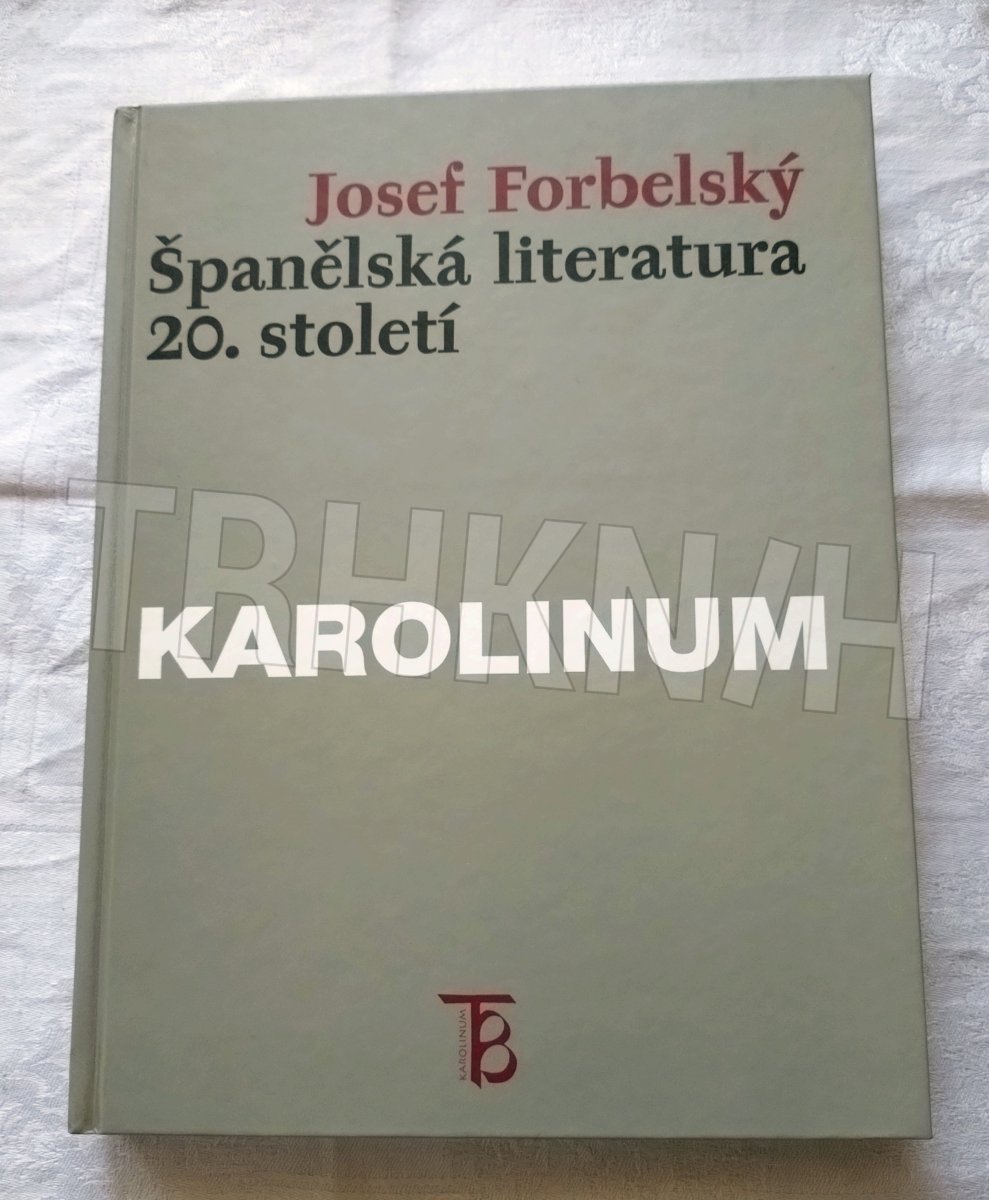 Josef Forbelský
Španělská literatura
20. století
TRHKNIH
KAROLINUM
KAROLINUM